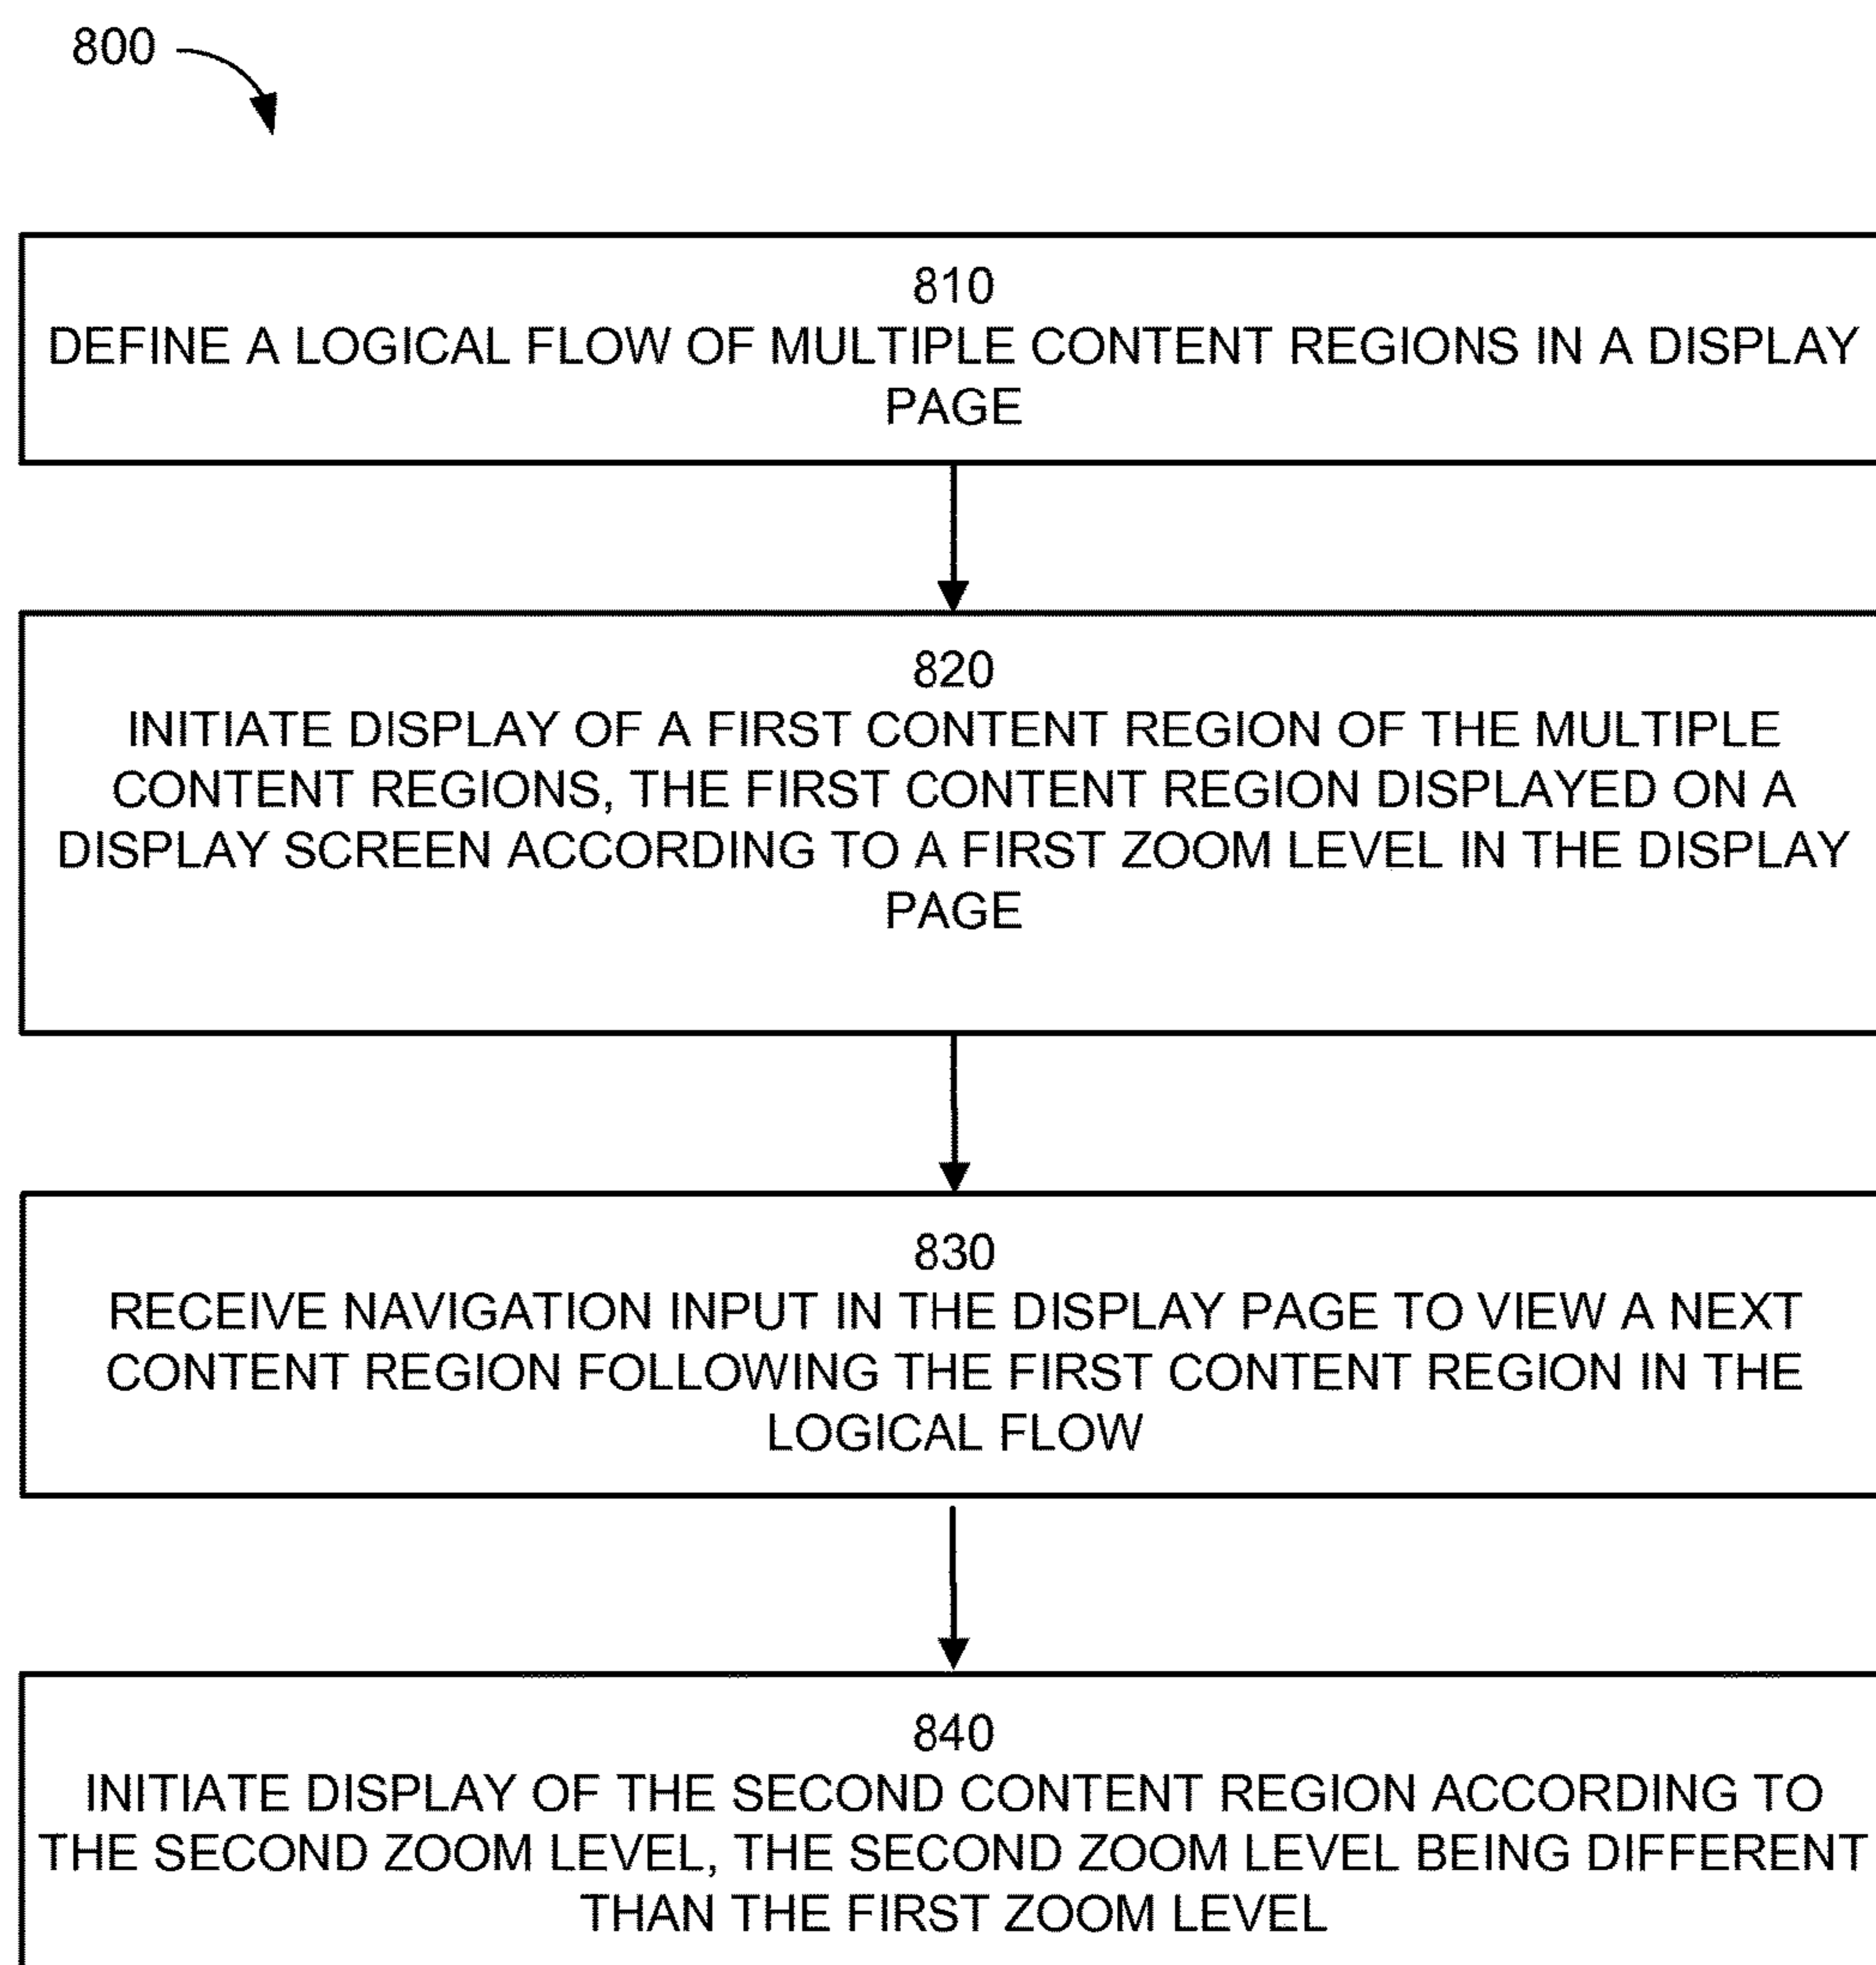 800
810
DEFINE A LOGICAL FLOW OF MULTIPLE CONTENT REGIONS IN A DISPLAY
PAGE
820
INITIATE DISPLAY OF A FIRST CONTENT REGION OF THE MULTIPLE
CONTENT REGIONS, THE FIRST CONTENT REGION DISPLAYED ON A
DISPLAY SCREEN ACCORDING TO A FIRST ZOOM LEVEL IN THE DISPLAY
PAGE
830
RECEIVE NAVIGATION INPUT IN THE DISPLAY PAGE TO VIEW A NEXT
CONTENT REGION FOLLOWING THE FIRST CONTENT REGION IN THE
LOGICAL FLOW
840
INITIATE DISPLAY OF THE SECOND CONTENT REGION ACCORDING TO
THE SECOND ZOOM LEVEL, THE SECOND ZOOM LEVEL BEING DIFFERENT
THAN THE FIRST ZOOM LEVEL